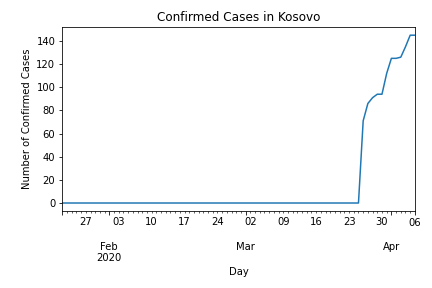 Confirmed Cases in Kosovo
Number of Confirmed Cases
140
120
100
80
60
40
20
0
27 03 10 17 24 02 09 16 23 30 06
Feb Mar Apr
2020
Day